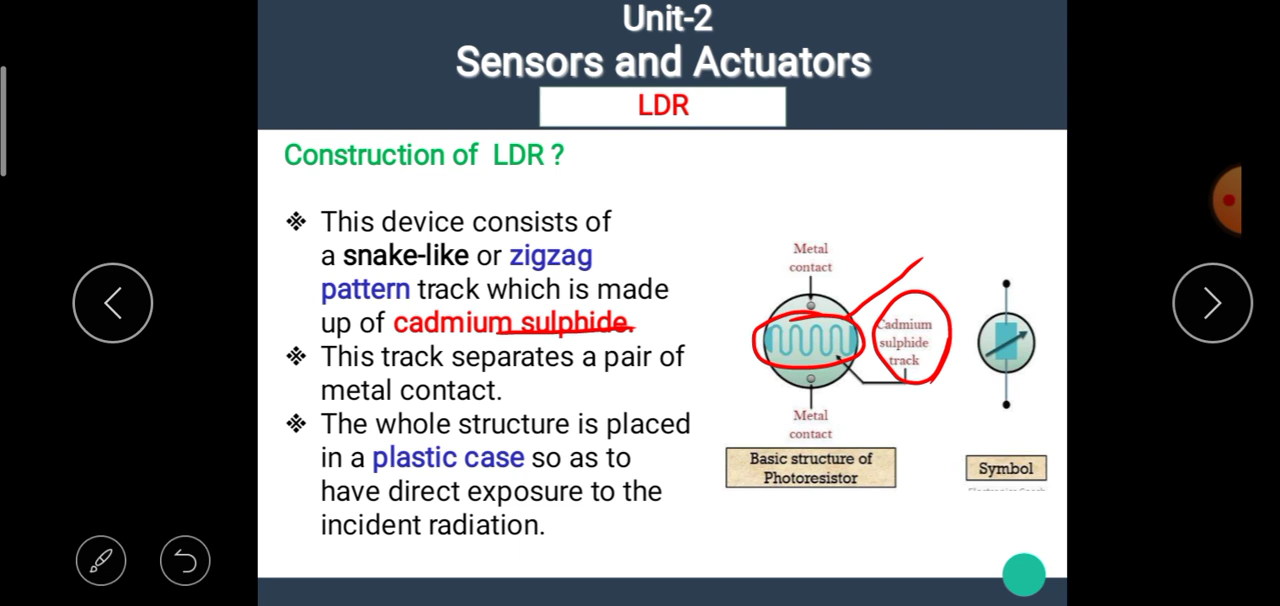 Unit-2
Sensors and Actuators
LDR
Construction of LDR ?
❖ This device consists of
a snake-like or zigzag
pattern track which is made
up of cadmium sulphide.
❖ This track separates a pair of
metal contact.
❖ The whole structure is placed
in a plastic case so as to
have direct exposure to the
incident radiation.
Metal
contact
Cadmium
sulphide
track
Metal
contact
Basic structure of
Photoresistor
Symbol